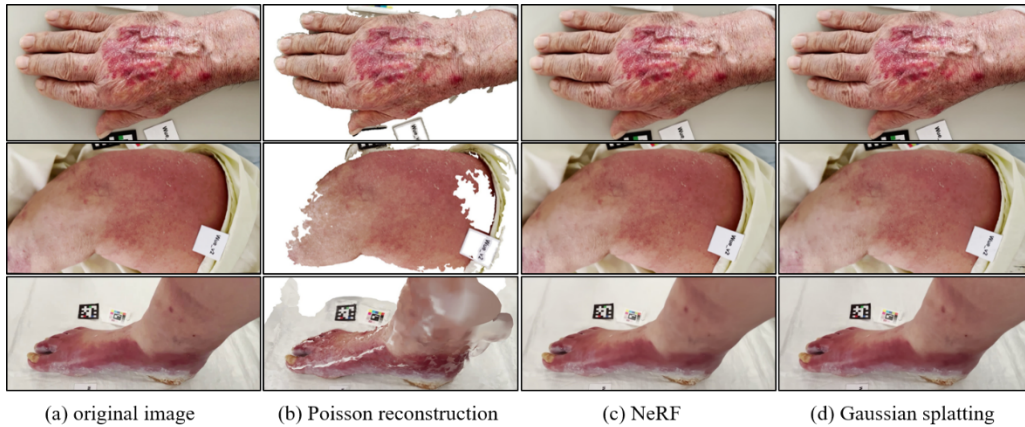 (a) original image
(b) Poisson reconstruction
(c) NeRF
(d) Gaussian splatting